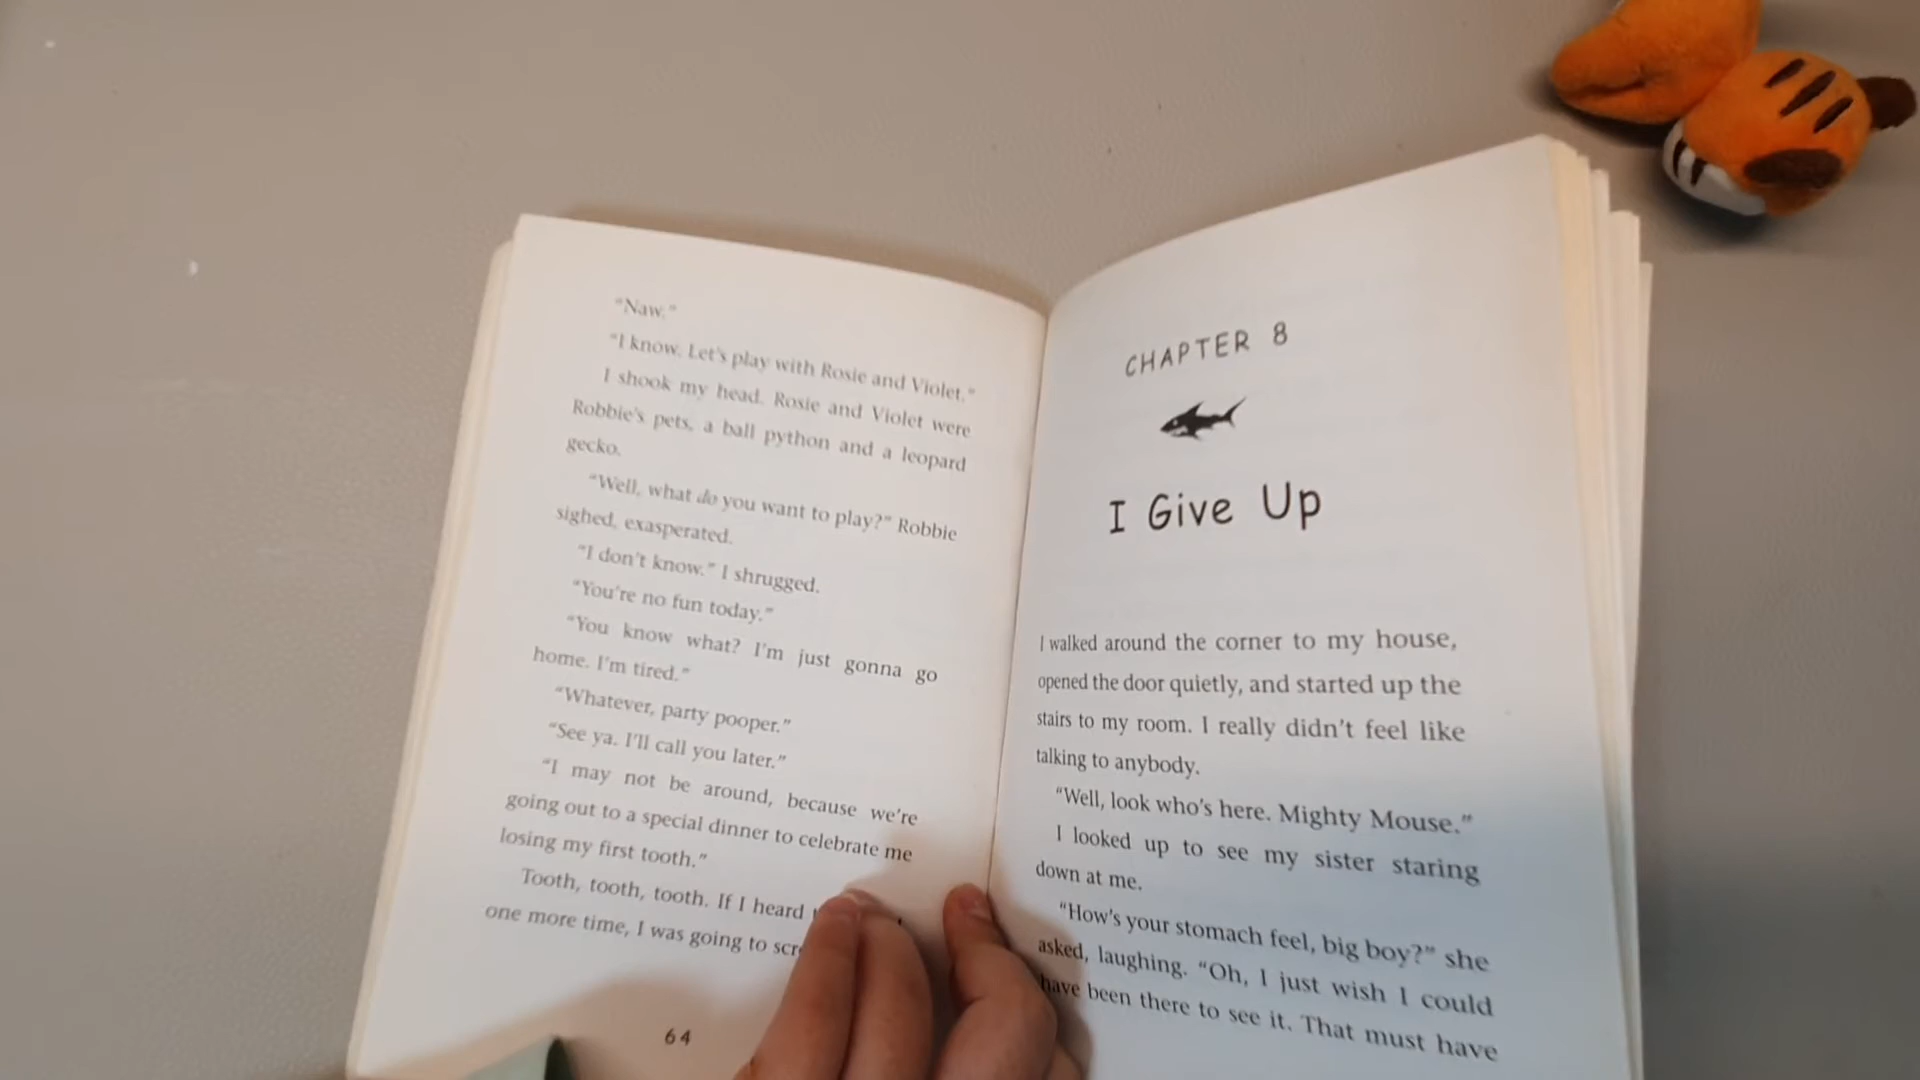 “Naw.”
“I know. Let’s play with Rosie and Violet.”
I shook my head. Rosie and Violet were
Robbie’s pets, a ball python and a leopard
gecko.
“Well, what do you want to play?” Robbie
sighed, exasperated.
“I don’t know.” I shrugged.
“You’re no fun today.”
“You know what? I’m just gonna go
home. I’m tired.”
“Whatever, party pooper.”
“See ya. I’ll call you later.”
“I may not be around, because we’re
going out to a special dinner to celebrate me
losing my first tooth.”
Tooth, tooth, tooth. If I heard
one more time, I was going to
64
CHAPTER 8
I Give Up
I walked around the corner to my house,
opened the door quietly, and started up the
stairs to my room. I really didn’t feel like
talking to anybody.
“Well, look who’s here. Mighty Mouse.”
I looked up to see my sister staring
down at me.
“How’s your stomach feel, big boy?” she
asked, laughing. “Oh, I just wish I could
have been there to see it. That must have